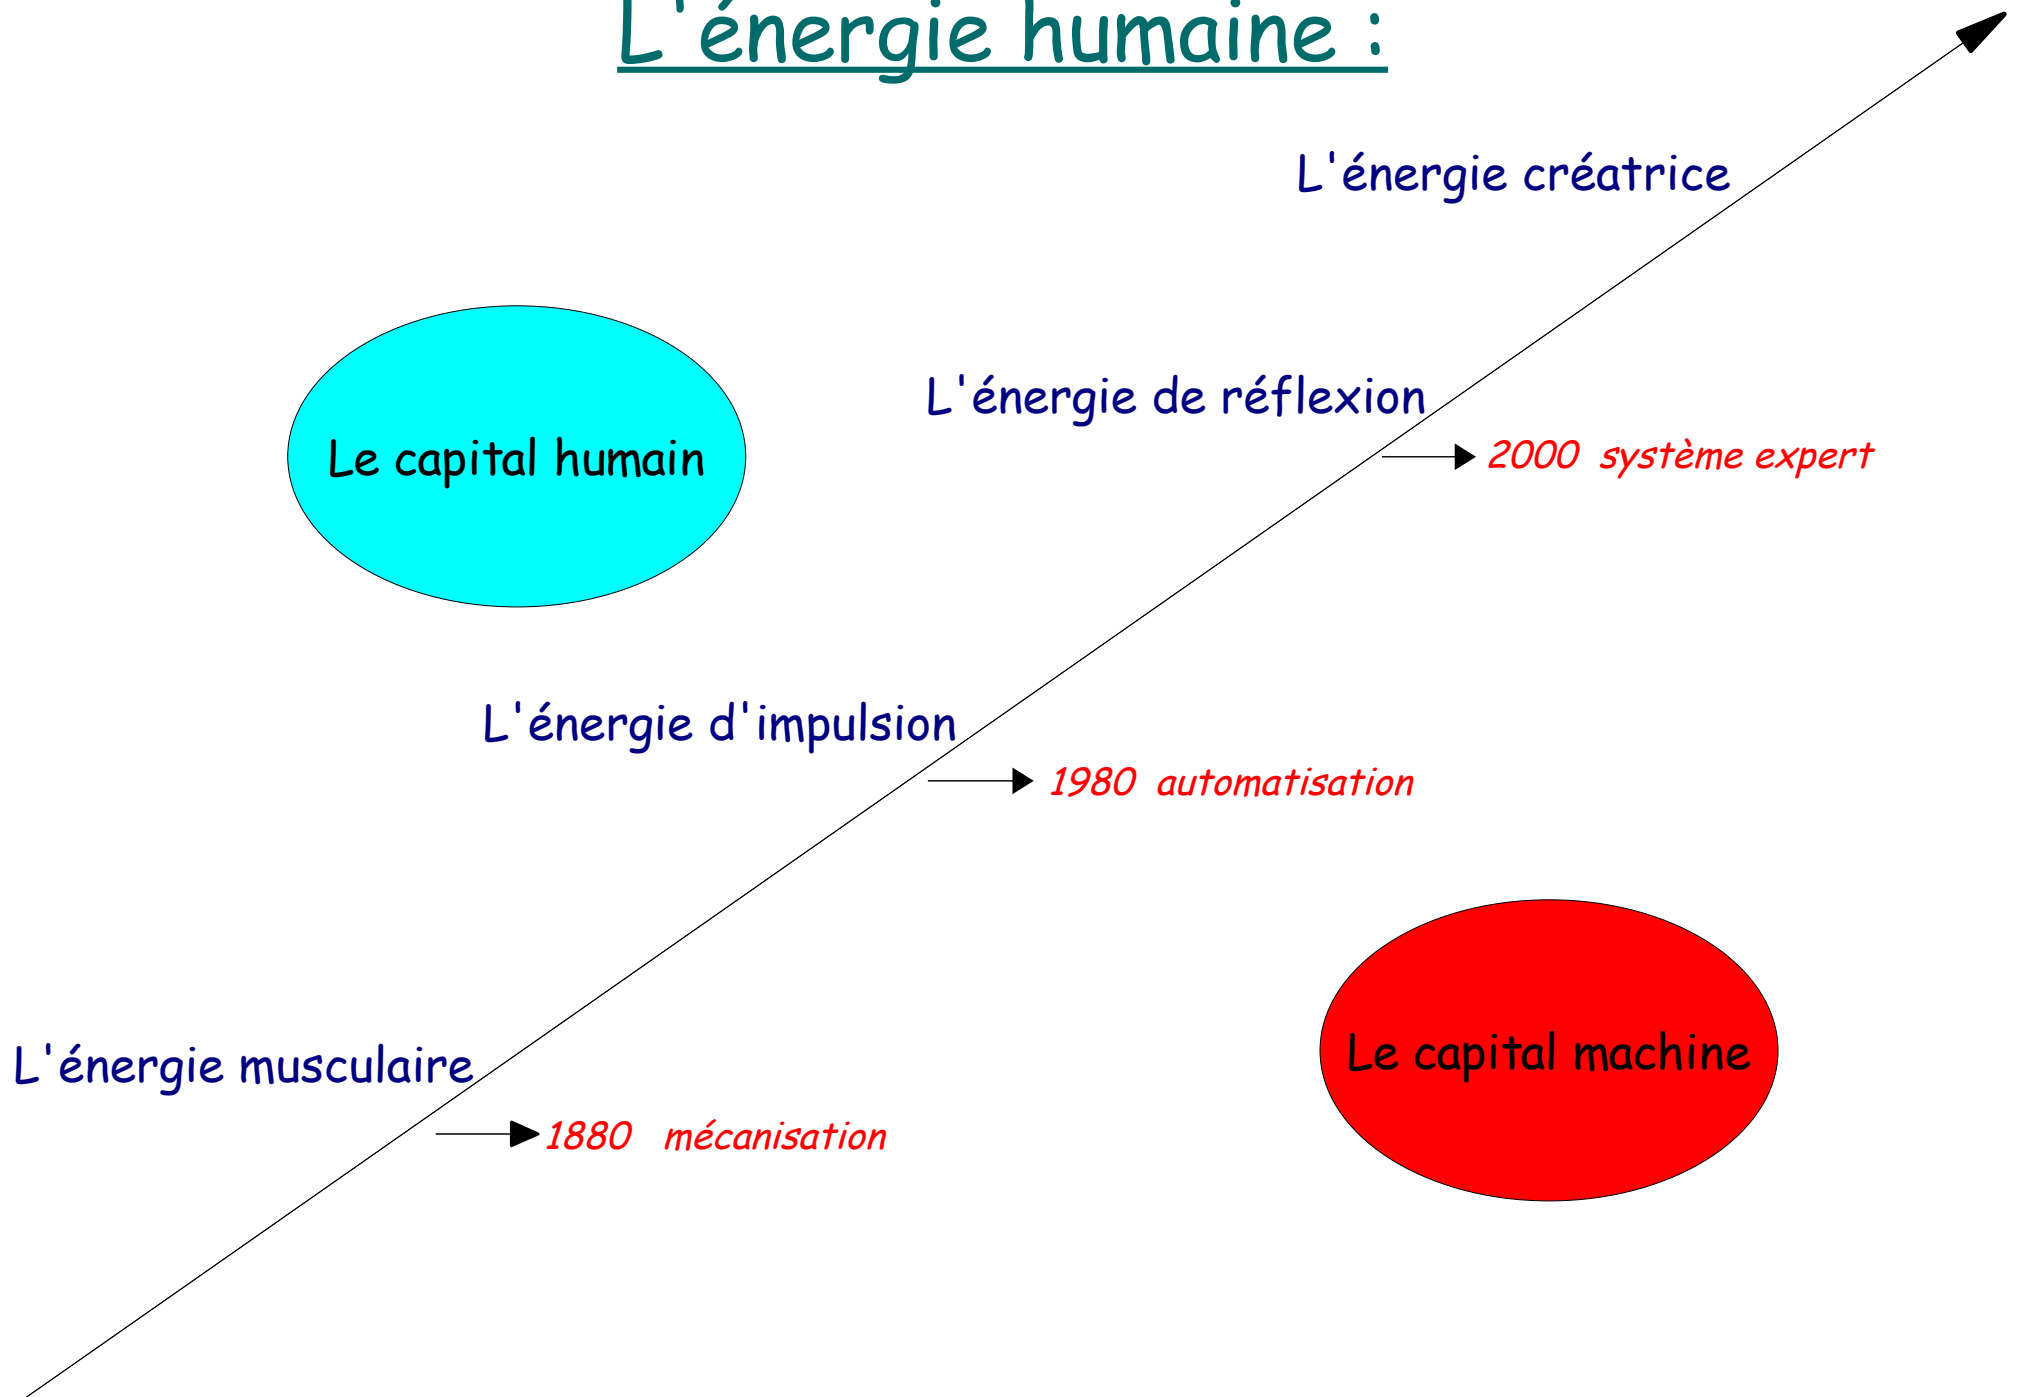 L'énergie humaine :
L'énergie créatrice
L'énergie de réflexion
2000 système expert
Le capital humain
L'énergie d'impulsion
1980 automatisation
Le capital machine
L'énergie musculaire
1880 mécanisation